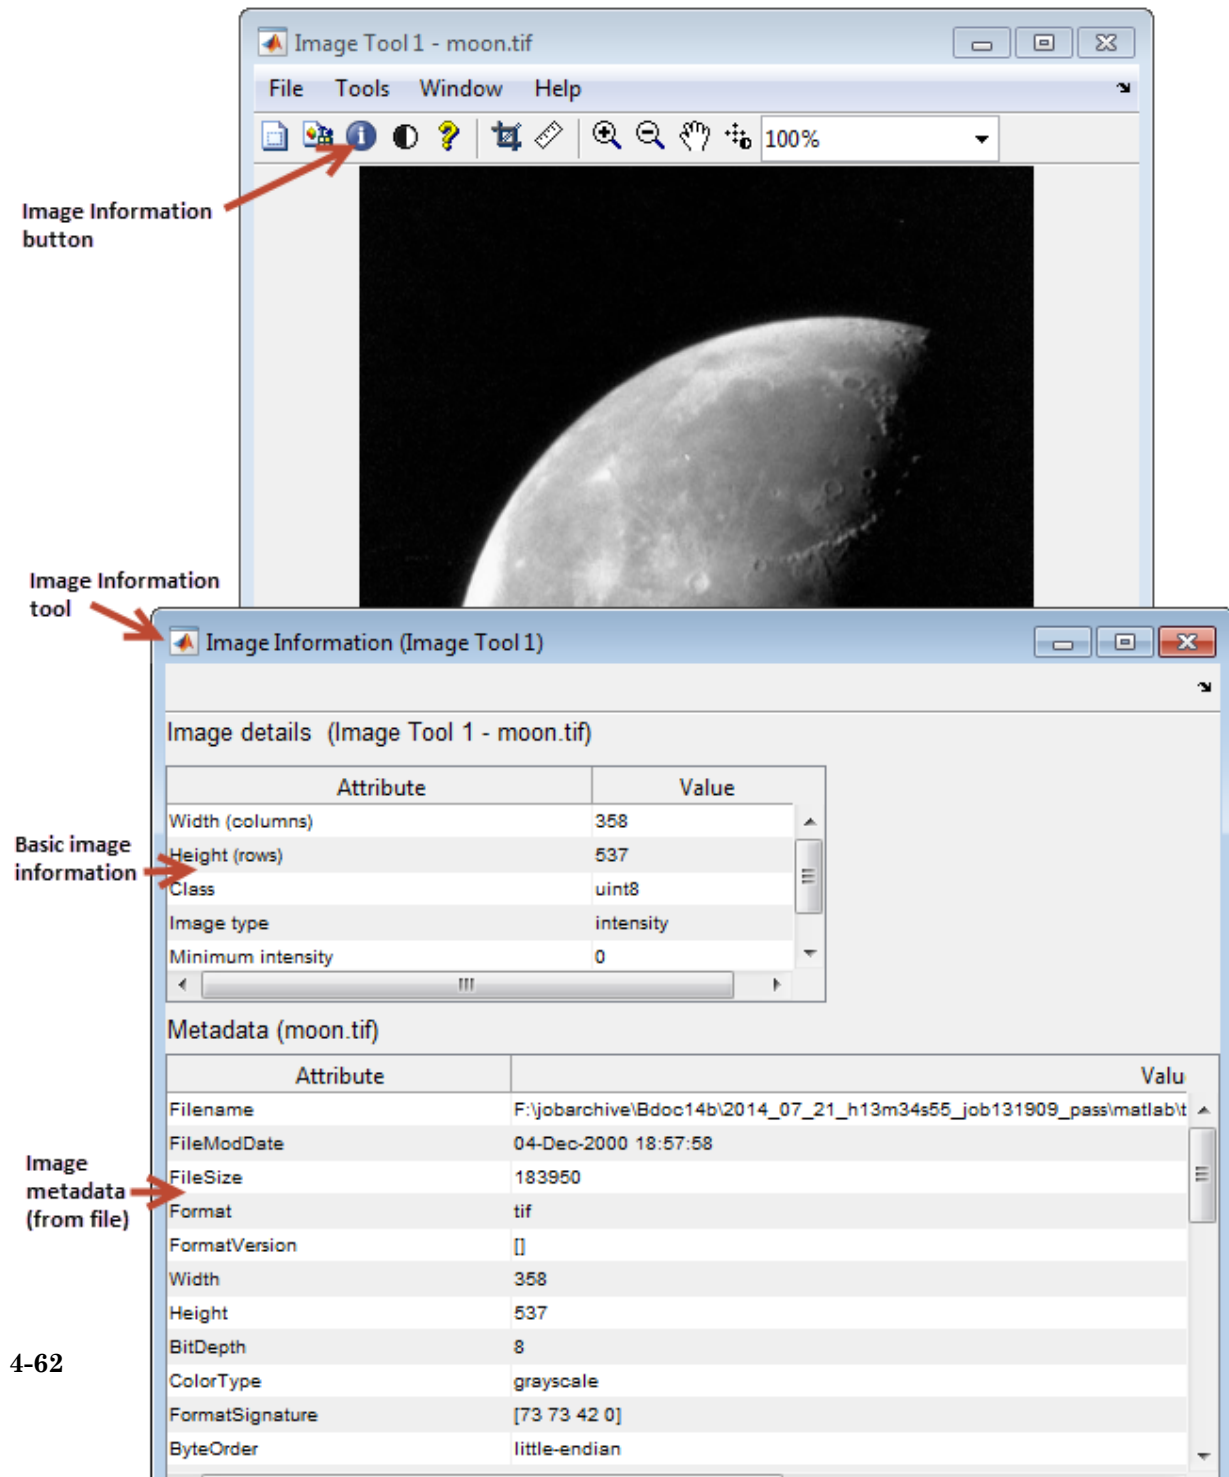 Image Tool 1 - moon.tif
File Tools Window Help
100%
Image Information
button
Image Information
tool
Image Information (Image Tool 1)
Image details (Image Tool 1 - moon.tif)
Attribute Value
Width (columns) 358
Basic image
information
Height (rows) 537
Class uint8
Image type intensity
Minimum intensity 0
Metadata (moon.tif)
Attribute Valu
Filename F:\jobarchive\Bdoc14b\2014_07_21_h13m34s55_job131909_pass\matlab\t
FileModDate 04-Dec-2000 18:57:58
Image
metadata
(from file)
FileSize 183950
Format tif
FormatVersion []
Width 358
Height 537
BitDepth 8
4-62
ColorType grayscale
FormatSignature [73 73 42 0]
ByteOrder little-endian